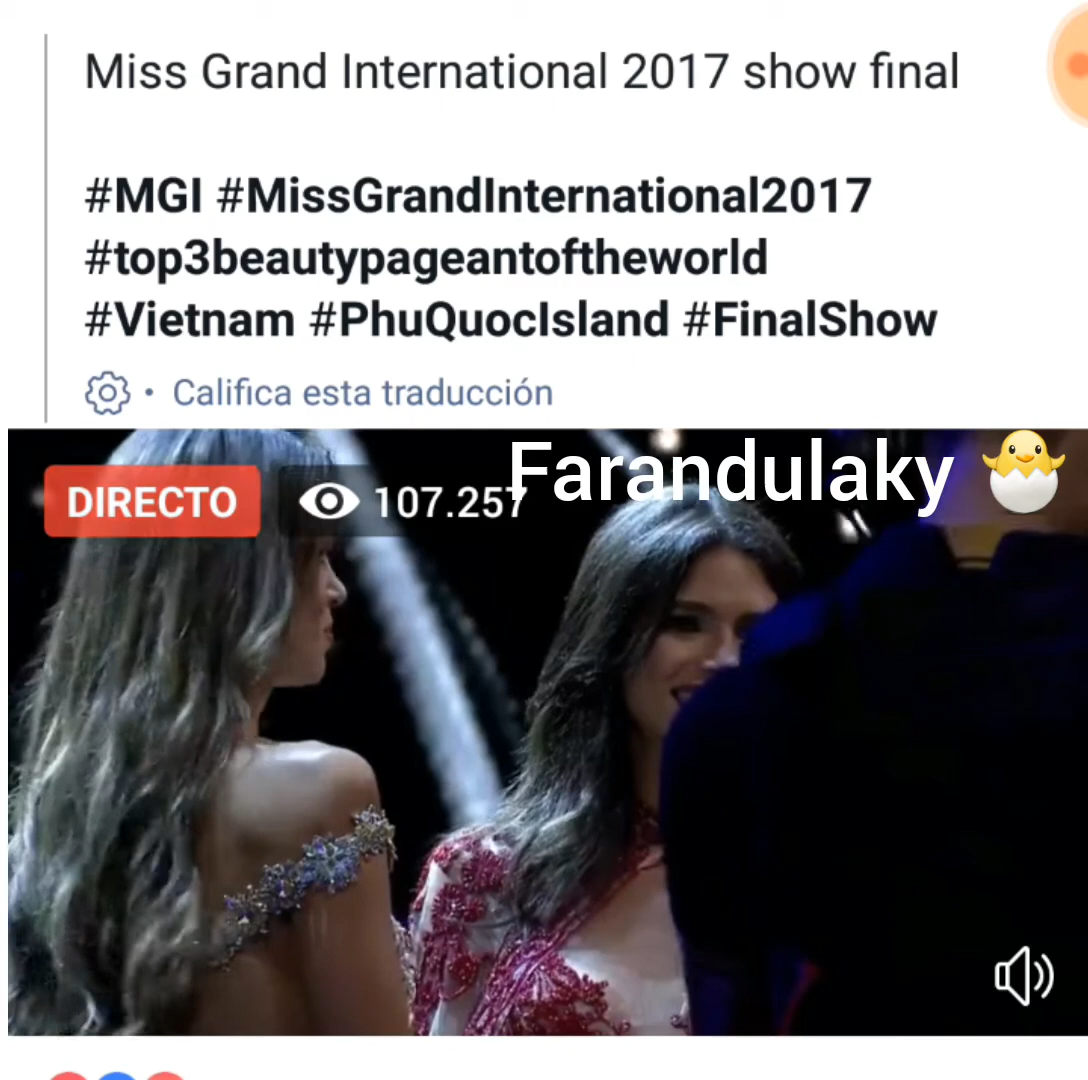 Miss Grand International 2017 show final
#MGI #MissGrandInternational2017
#top3beautypageantoftheworld
#Vietnam #PhuQuocIsland #FinalShow
• Califica esta traducción
DIRECTO 107.257 Farandulaky 🐣